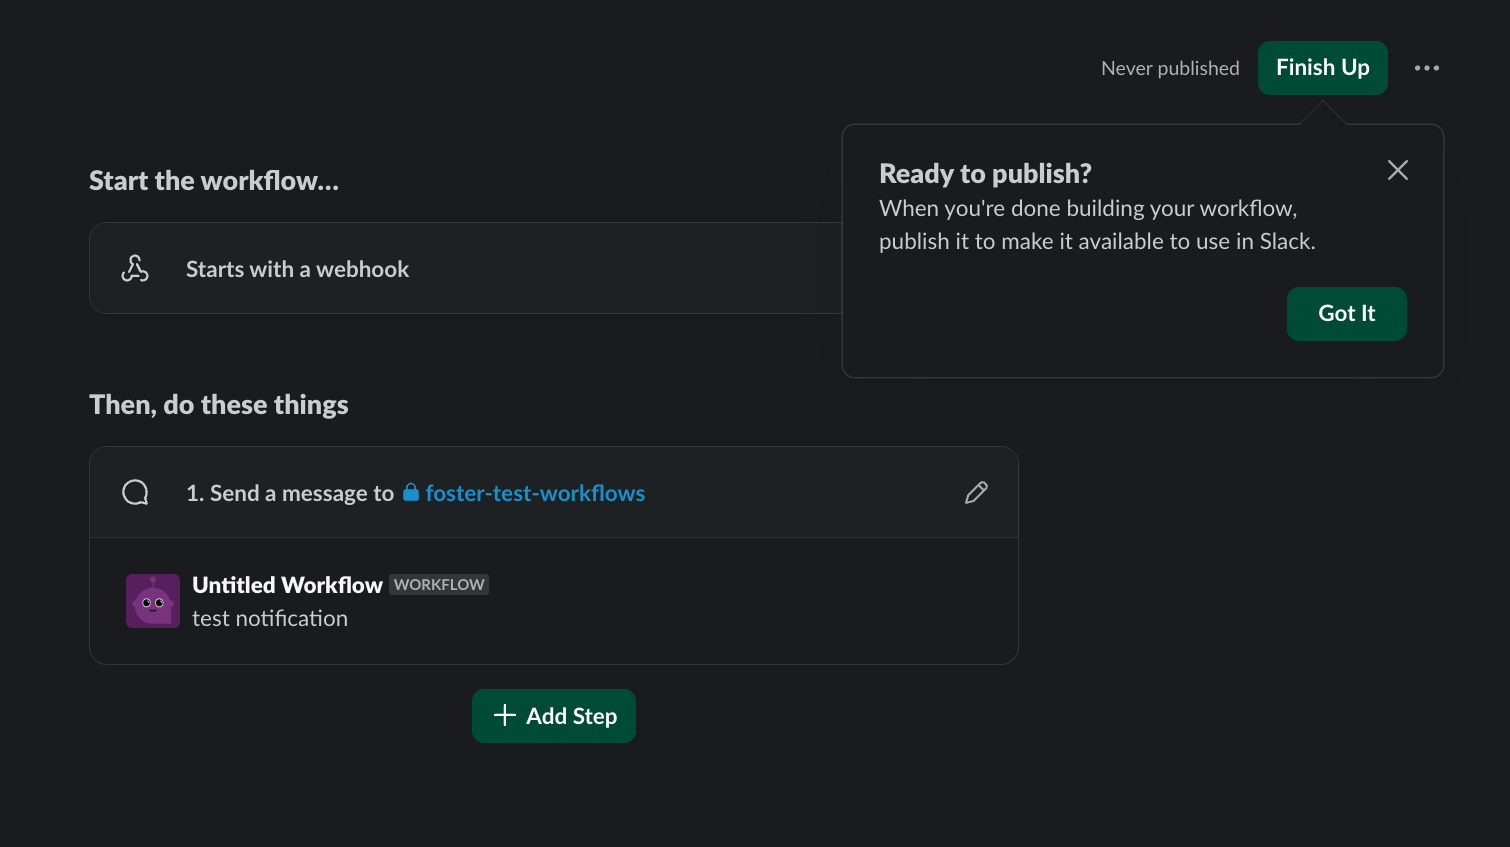 Never published
Finish Up
Ready to publish?
When you're done building your workflow,
publish it to make it available to use in Slack.
Got It
Start the workflow...
Starts with a webhook
Then, do these things
1. Send a message to foster-test-workflows
Untitled Workflow WORKFLOW
test notification
Add Step